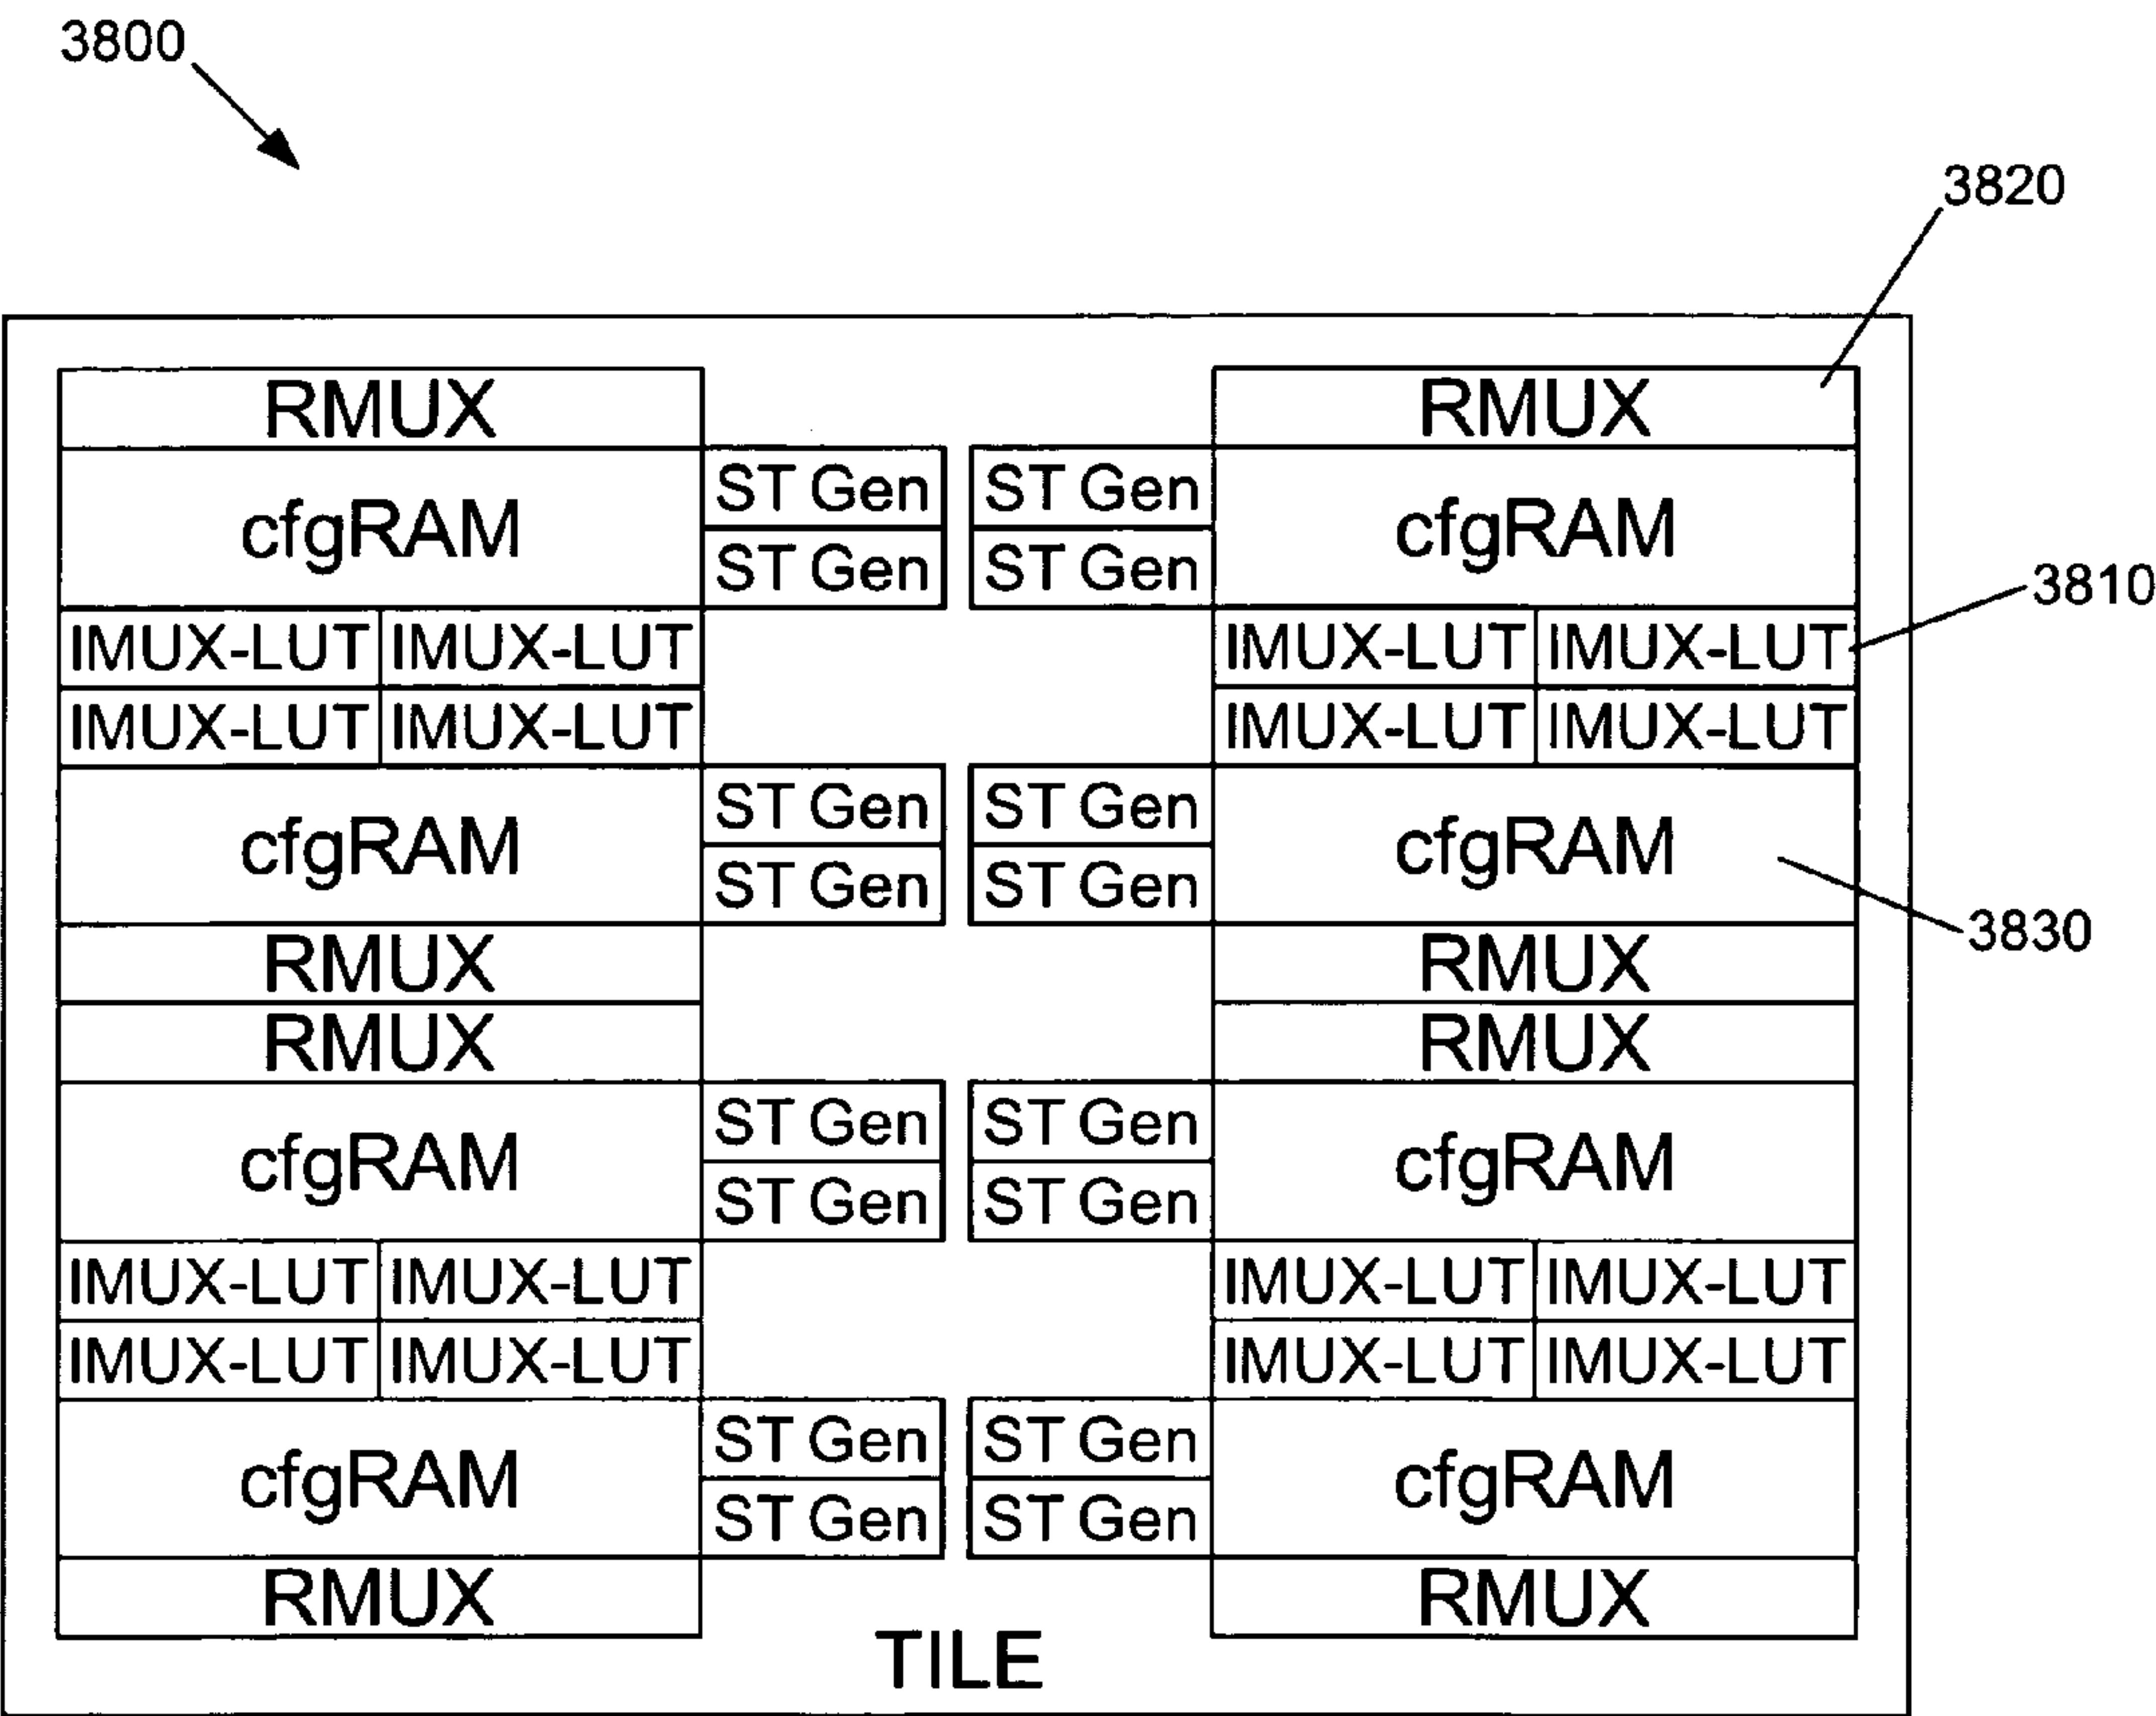 3800
3820
RMUX RMUX
cfgRAM ST Gen ST Gen cfgRAM
ST Gen ST Gen
3810
IMUX-LUT IMUX-LUT IMUX-LUT IMUX-LUT
IMUX-LUT IMUX-LUT IMUX-LUT IMUX-LUT
cfgRAM ST Gen ST Gen cfgRAM
ST Gen ST Gen
3830
RMUX RMUX
RMUX RMUX
cfgRAM ST Gen ST Gen cfgRAM
ST Gen ST Gen
IMUX-LUT IMUX-LUT IMUX-LUT IMUX-LUT
IMUX-LUT IMUX-LUT IMUX-LUT IMUX-LUT
cfgRAM ST Gen ST Gen cfgRAM
ST Gen ST Gen
RMUX RMUX
TILE